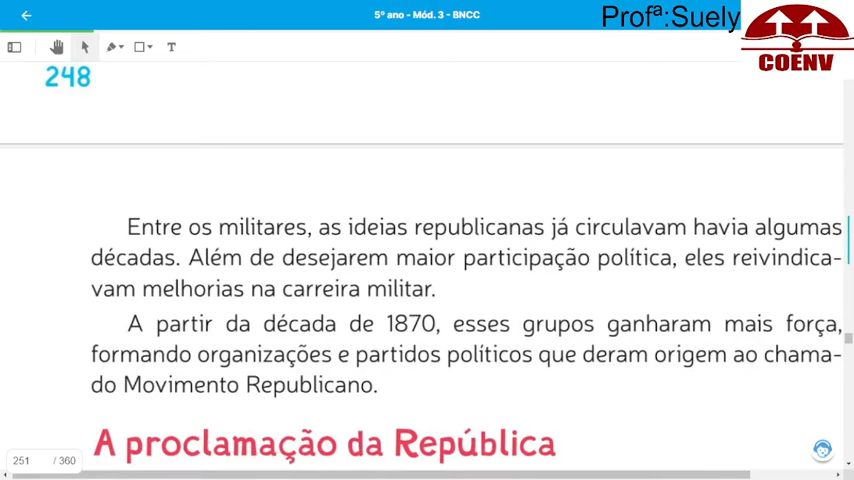 5º ano - Mód. 3 - BNCC
Profª:Suely
COENV
T
248
Entre os militares, as ideias republicanas já circulavam havia algumas
décadas. Além de desejarem maior participação política, eles reivindica-
vam melhorias na carreira militar.
A partir da década de 1870, esses grupos ganharam mais força,
formando organizações e partidos políticos que deram origem ao chama-
do Movimento Republicano.
A proclamação da República
251 / 360